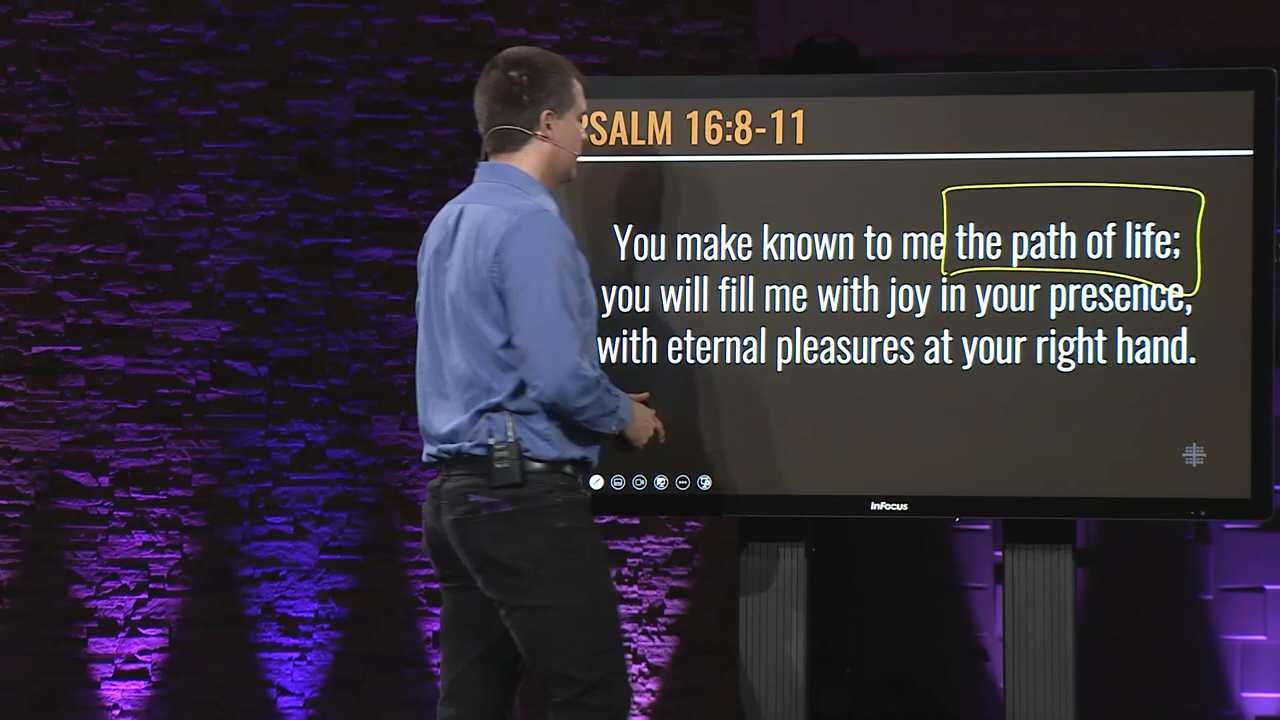 PSALM 16:8-11
You make known to me the path of life;
you will fill me with joy in your presence,
with eternal pleasures at your right hand.
InFocus